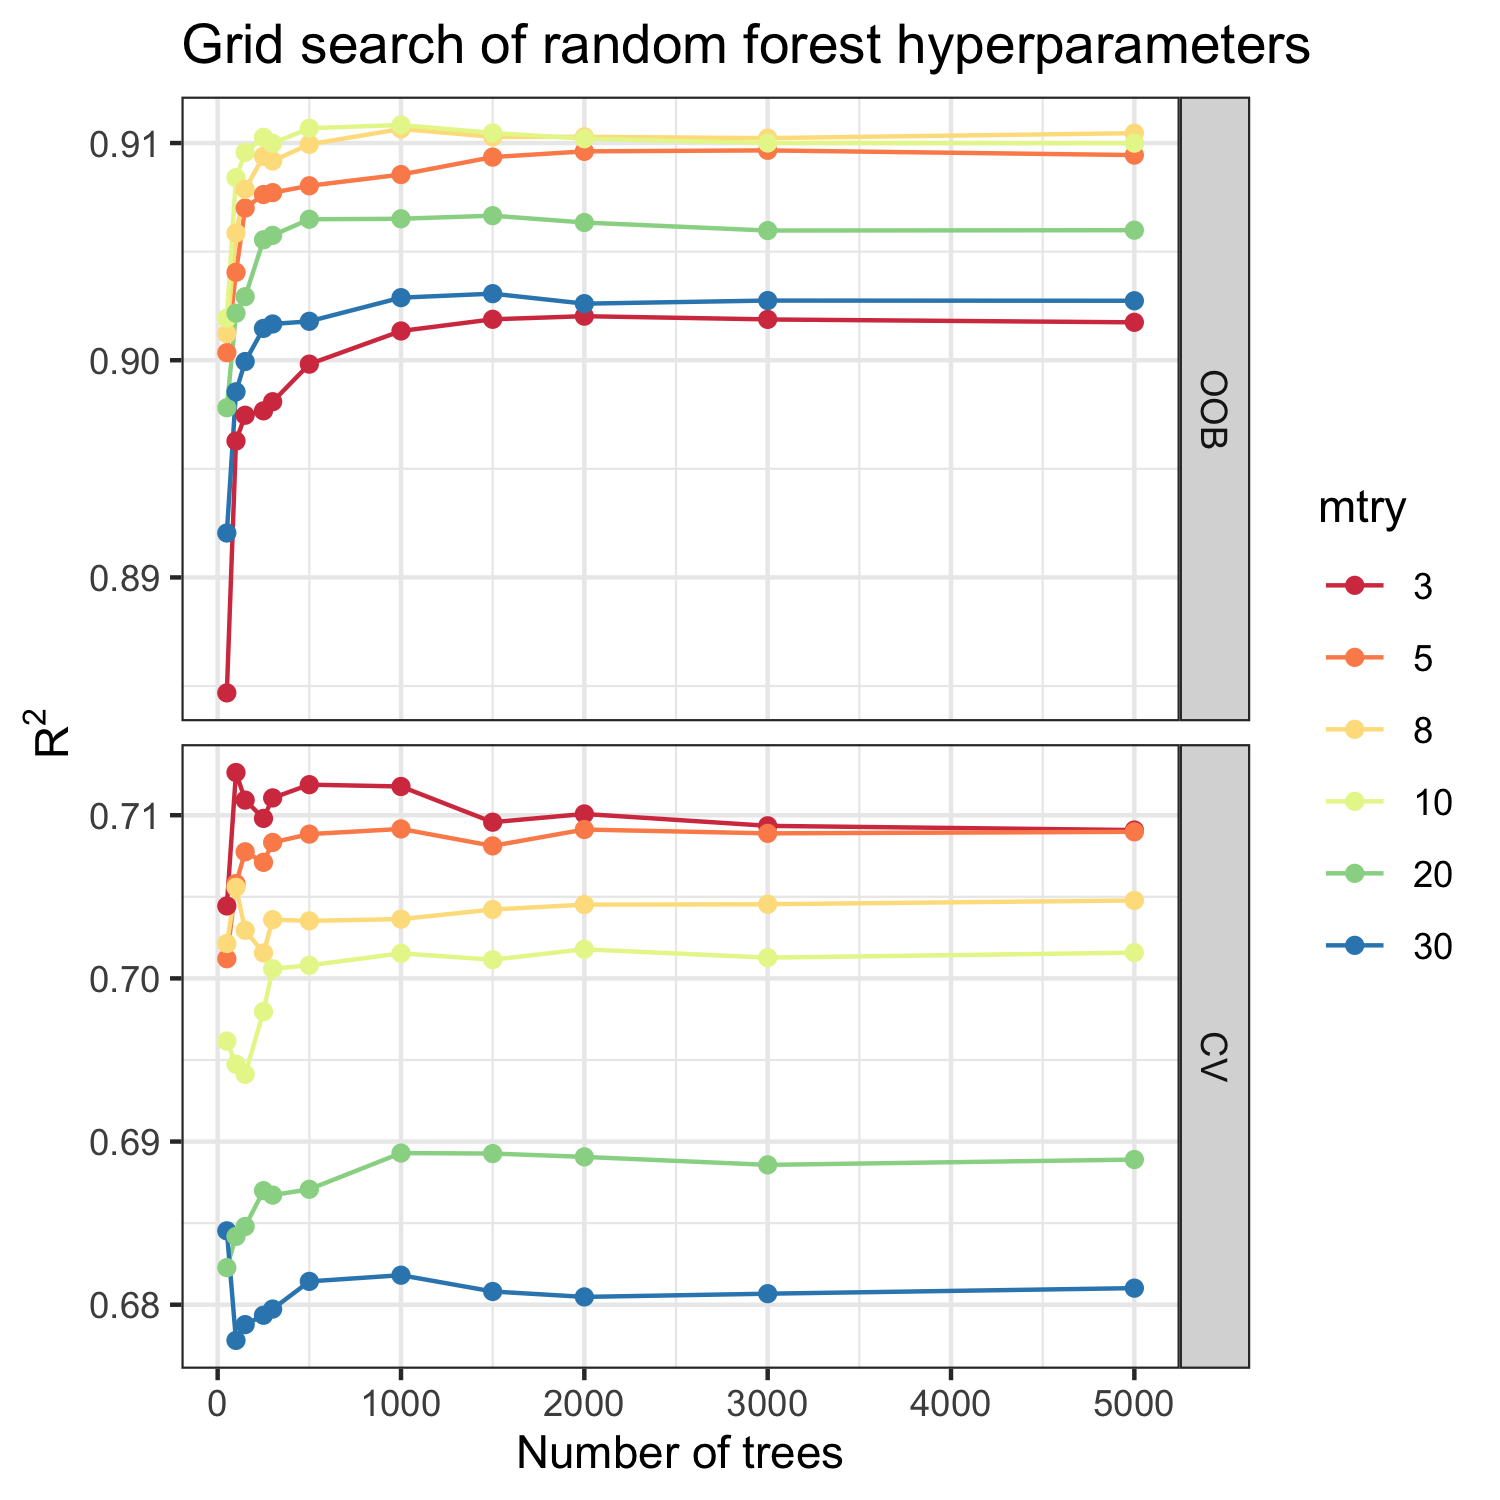 Grid search of random forest hyperparameters
0.91
0.90
0.89
OOB
R²
0.71
0.70
0.69
0.68
CV
0 1000 2000 3000 4000 5000
Number of trees
mtry
3
5
8
10
20
30